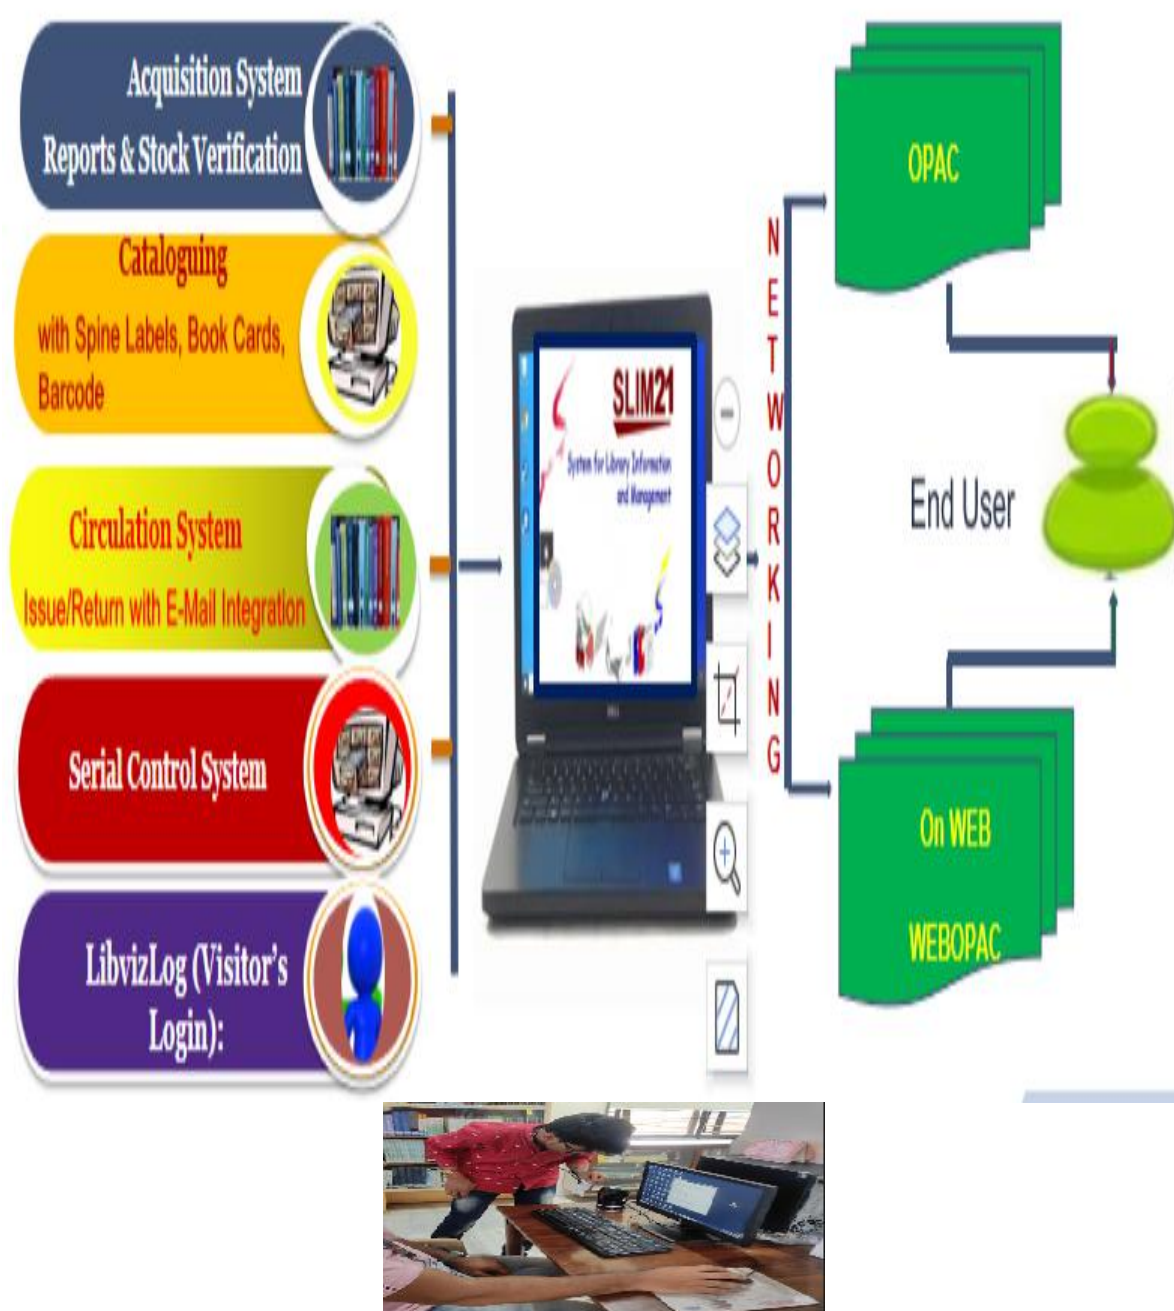 Acquisition System
Reports & Stock Verification
Cataloguing
with Spine Labels, Book Cards,
Barcode
Circulation System
Issue/Return with E-Mail Integration
Serial Control System
LibvizLog (Visitor's
Login):
SLIM21
System for Library Information
and Management
DELL
NETWORKING
OPAC
End User
On WEB
WEBOPAC